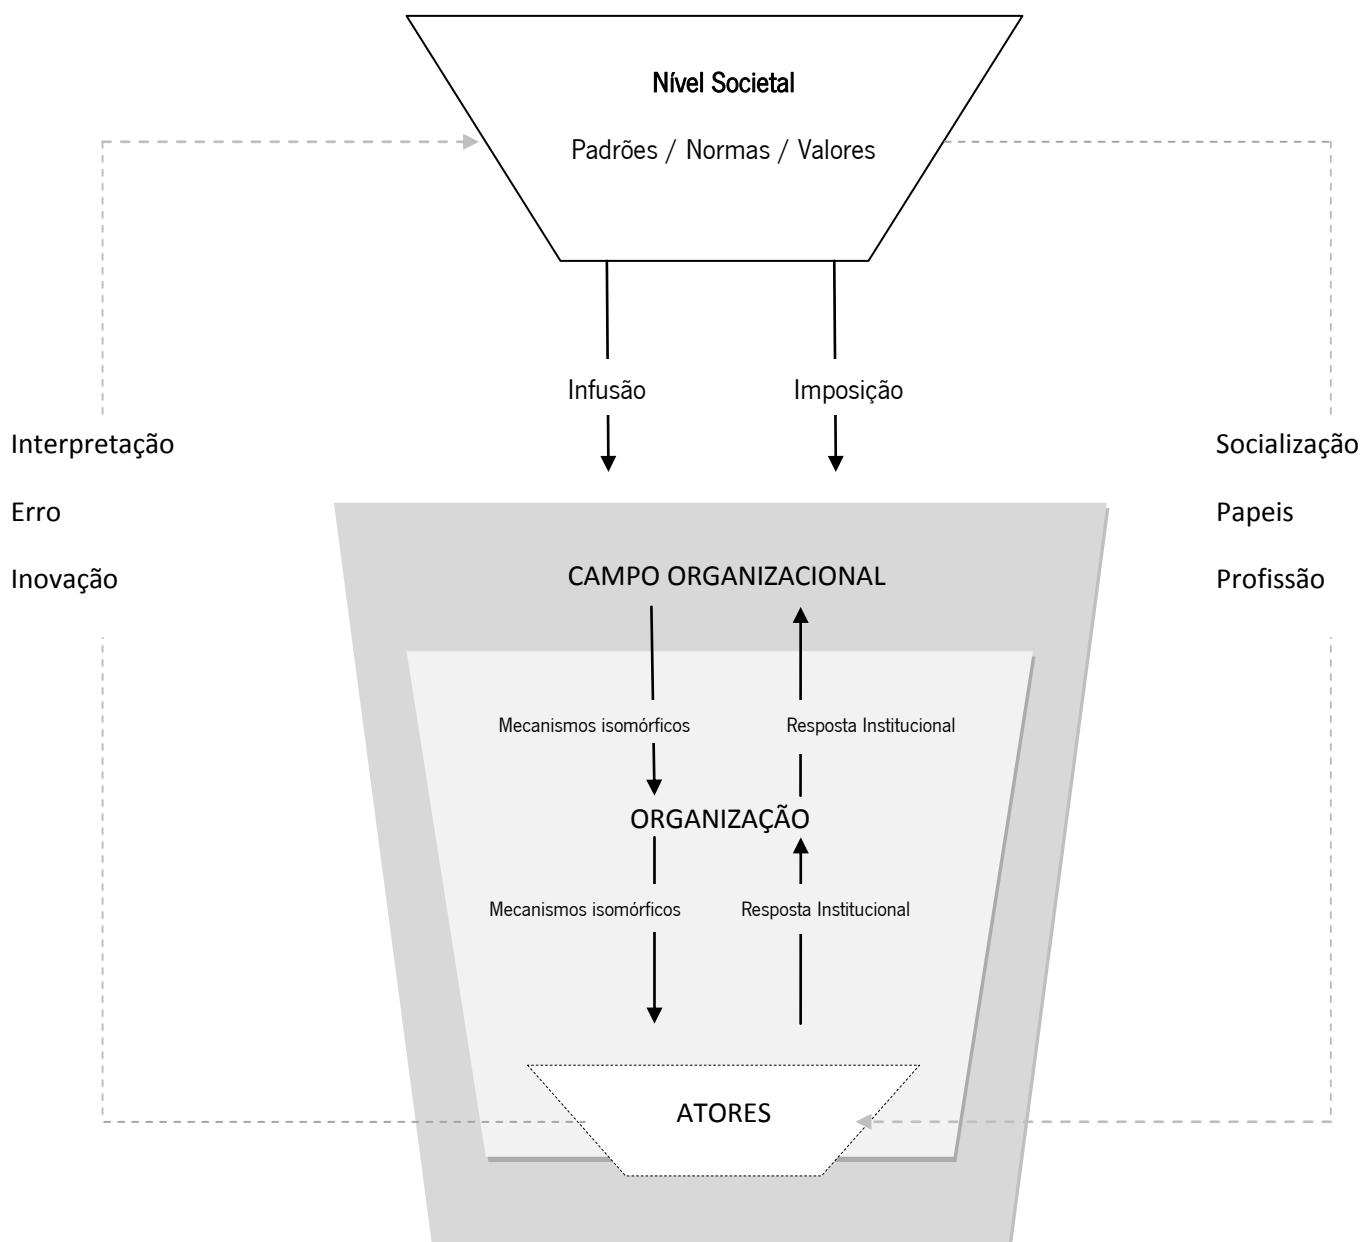 Nível Societal
Padrões / Normas / Valores
Infusão
Imposição
Interpretação
Erro
Inovação
Socialização
Papeis
Profissão
CAMPO ORGANIZACIONAL
Mecanismos isomórficos
Resposta Institucional
ORGANIZAÇÃO
Mecanismos isomórficos
Resposta Institucional
ATORES